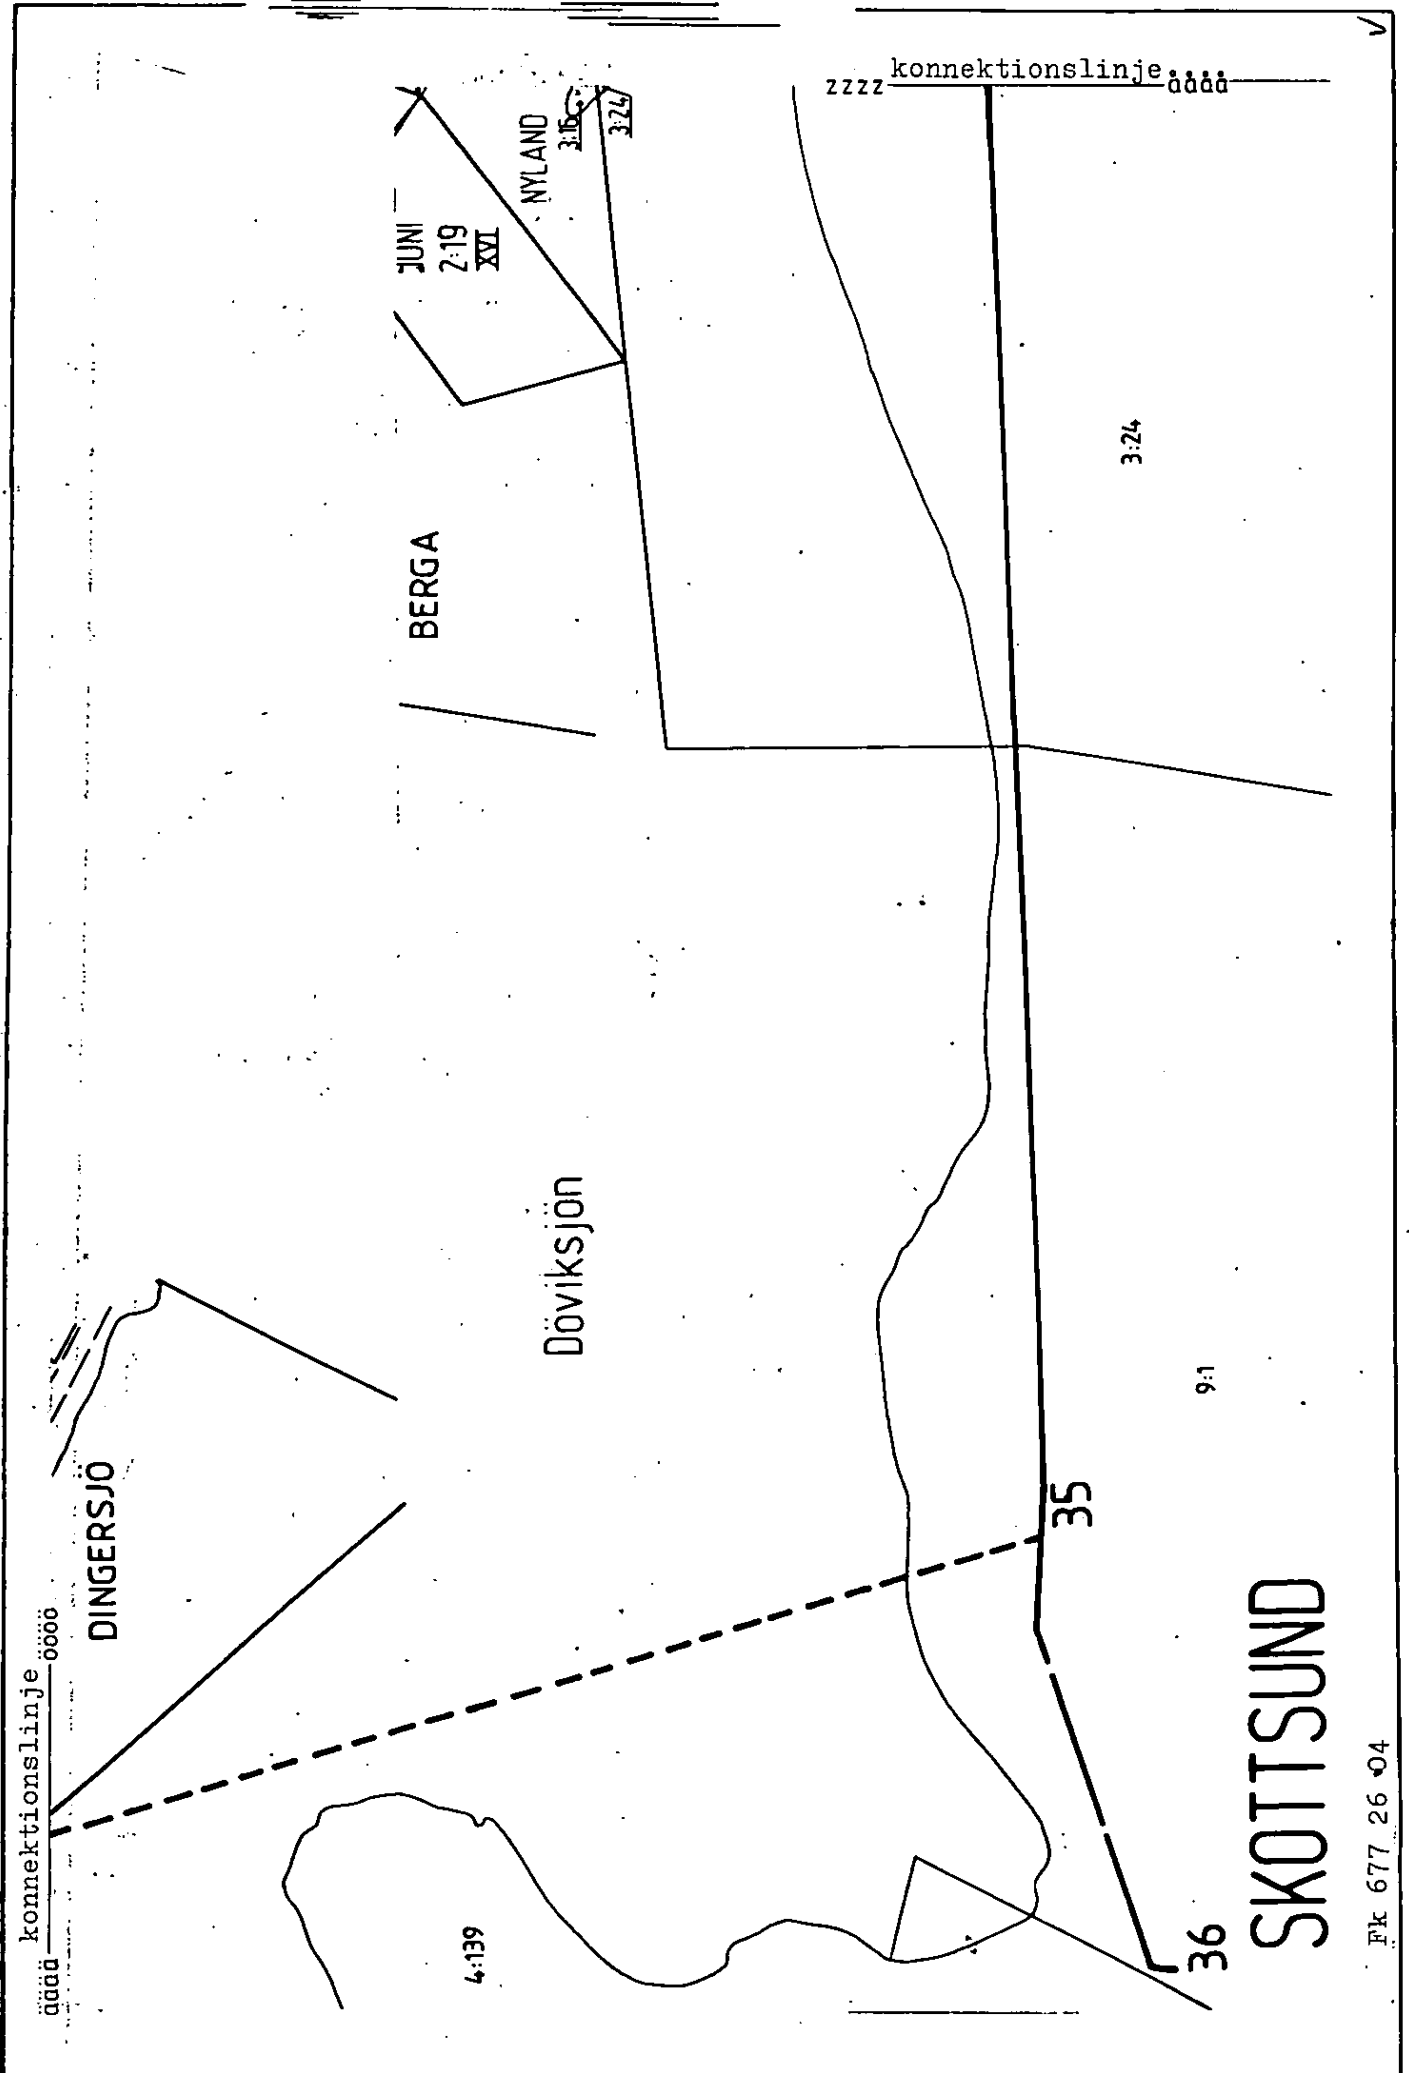 konnektionslinje
zzzz åååå
JUNI
2:19
XVI
NYLAND
3:16
3:24
BERGA
3:24
Döviksjön
9:1
konnektionslinje
ääää öööö
DINGERSJÖ
35
4:139
36
SKOTTSUND
Fk 677 26 04